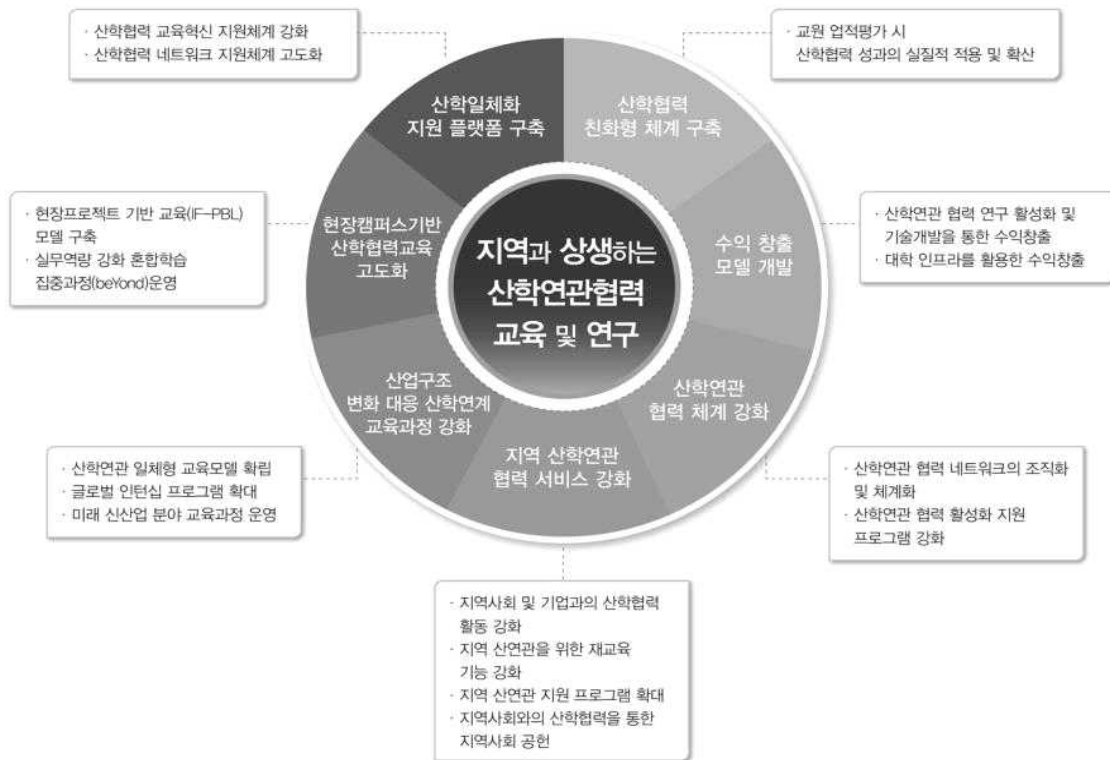 · 산학협력 교육혁신 지원체계 강화
· 산학협력 네트워크 지원체계 고도화
· 교원 업적평가 시
산학협력 성과의 실질적 적용 및 확산
산학일체화
지원 플랫폼 구축
산학협력
친화형 체계 구축
· 현장프로젝트 기반 교육(IF-PBL)
모델 구축
· 실무역량 강화 혼합학습
집중과정(beYond)운영
현장캠퍼스기반
산학협력교육
고도화
지역과 상생하는
산학연관협력
교육 및 연구
수익 창출
모델 개발
· 산학연관 협력 연구 활성화 및
기술개발을 통한 수익창출
· 대학 인프라를 활용한 수익창출
산업구조
변화 대응 산학연계
교육과정 강화
지역 산학연관
협력 서비스 강화
산학연관
협력 체계 강화
· 산학연관 일체형 교육모델 확립
· 글로벌 인턴십 프로그램 확대
· 미래 신산업 분야 교육과정 운영
· 산학연관 협력 네트워크의 조직화
및 체계화
· 산학연관 협력 활성화 지원
프로그램 강화
· 지역사회 및 기업과의 산학협력
활동 강화
· 지역 산연관을 위한 재교육
기능 강화
· 지역 산연관 지원 프로그램 확대
· 지역사회와의 산학협력을 통한
지역사회 공헌